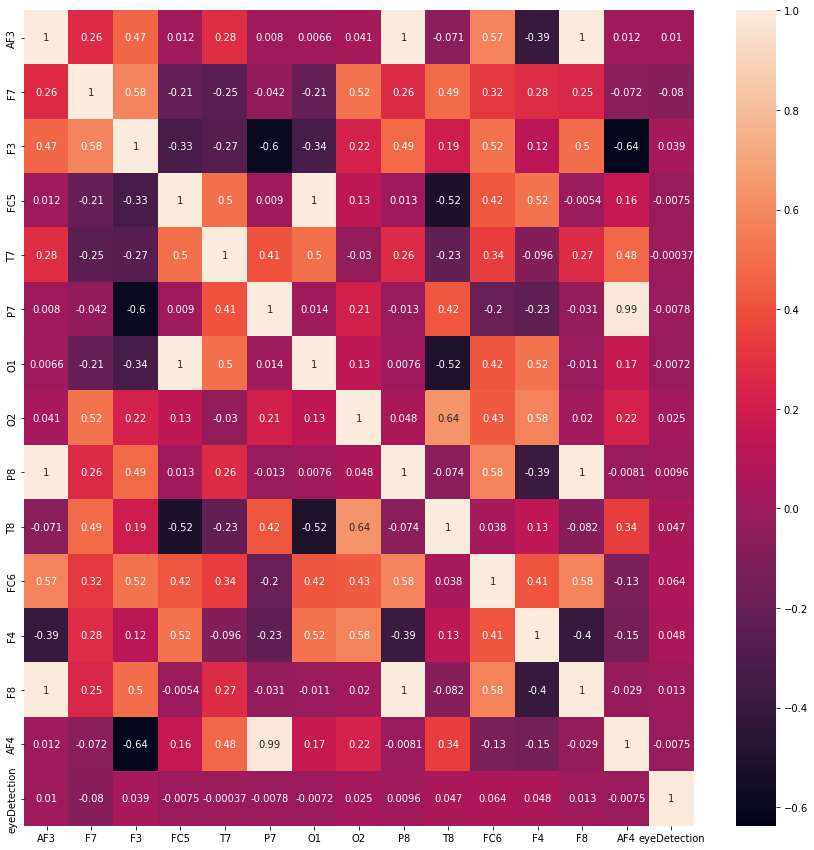 AF3 1 0.26 0.47 0.012 0.28 0.008 0.0066 0.041 1 -0.071 0.57 -0.39 1 0.012 0.01
F7 0.26 1 0.58 -0.21 -0.25 -0.042 -0.21 0.52 0.26 0.49 0.32 0.28 0.25 -0.072 -0.08
F3 0.47 0.58 1 -0.33 -0.27 -0.6 -0.34 0.22 0.49 0.19 0.52 0.12 0.5 -0.64 0.039
FC5 0.012 -0.21 -0.33 1 0.5 0.009 1 0.13 0.013 -0.52 0.42 0.52 -0.0054 0.16 -0.0075
T7 0.28 -0.25 -0.27 0.5 1 0.41 0.5 -0.03 0.26 -0.23 0.34 -0.096 0.27 0.48 -0.00037
P7 0.008 -0.042 -0.6 0.009 0.41 1 0.014 0.21 -0.013 0.42 -0.2 -0.23 -0.031 0.99 -0.0078
O1 0.0066 -0.21 -0.34 1 0.5 0.014 1 0.13 0.0076 -0.52 0.42 0.52 -0.011 0.17 -0.0072
O2 0.041 0.52 0.22 0.13 -0.03 0.21 0.13 1 0.048 0.64 0.43 0.58 0.02 0.22 0.025
P8 1 0.26 0.49 0.013 0.26 -0.013 0.0076 0.048 1 -0.074 0.58 -0.39 1 -0.0081 0.0096
T8 -0.071 0.49 0.19 -0.52 -0.23 0.42 -0.52 0.64 -0.074 1 0.038 0.13 -0.082 0.34 0.047
FC6 0.57 0.32 0.52 0.42 0.34 -0.2 0.42 0.43 0.58 0.038 1 0.41 0.58 -0.13 0.064
F4 -0.39 0.28 0.12 0.52 -0.096 -0.23 0.52 0.58 -0.39 0.13 0.41 1 -0.4 -0.15 0.048
F8 1 0.25 0.5 -0.0054 0.27 -0.031 -0.011 0.02 1 -0.082 0.58 -0.4 1 -0.029 0.013
AF4 0.012 -0.072 -0.64 0.16 0.48 0.99 0.17 0.22 -0.0081 0.34 -0.13 -0.15 -0.029 1 -0.0075
eyeDetection 0.01 -0.08 0.039 -0.0075 -0.00037 -0.0078 -0.0072 0.025 0.0096 0.047 0.064 0.048 0.013 -0.0075 1
AF3 F7 F3 FC5 T7 P7 O1 O2 P8 T8 FC6 F4 F8 AF4 eyeDetection
1.0
0.8
0.6
0.4
0.2
0.0
−0.2
−0.4
−0.6